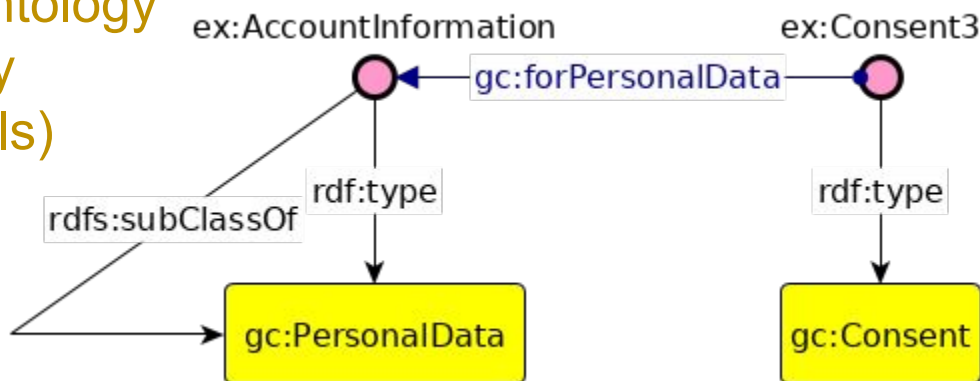 ex:AccountInformation
ex:Consent3
gc:forPersonalData
rdf:type
rdf:type
rdfs:subClassOf
gc:PersonalData
gc:Consent